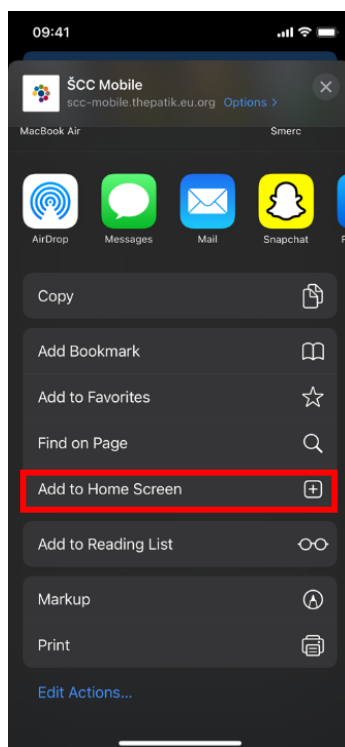 09:41
ŠCC Mobile
scc-mobile.thepatik.eu.org Options >
MacBook Air Smerc
AirDrop Messages Mail Snapchat
Copy
Add Bookmark
Add to Favorites
Find on Page
Add to Home Screen
Add to Reading List
Markup
Print
Edit Actions...